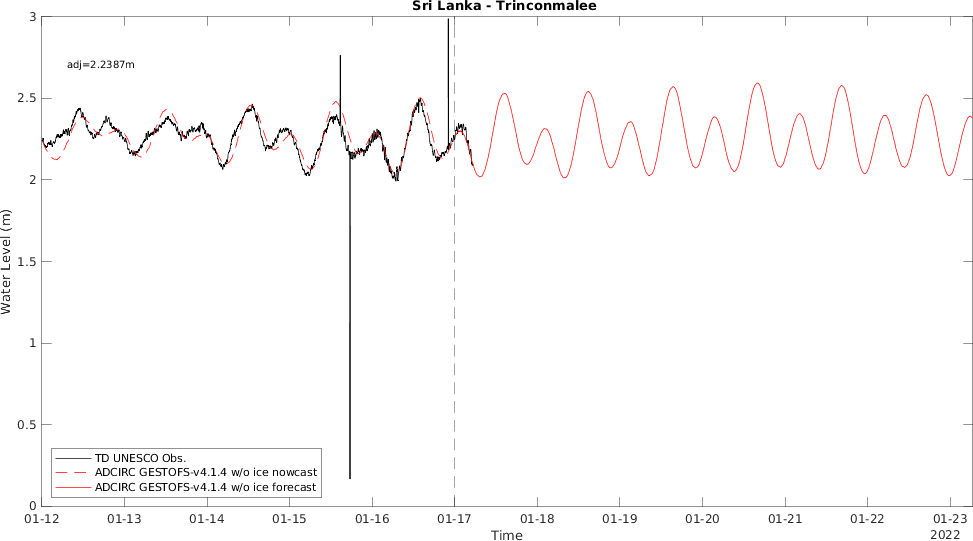 Sri Lanka - Trinconmalee
3
adj=2.2387m
2.5
2
1.5
Water Level (m)
1
0.5
TD UNESCO Obs.
ADCIRC GESTOFS-v4.1.4 w/o ice nowcast
ADCIRC GESTOFS-v4.1.4 w/o ice forecast
0
01-12 01-13 01-14 01-15 01-16 01-17 01-18 01-19 01-20 01-21 01-22 01-23
Time 2022